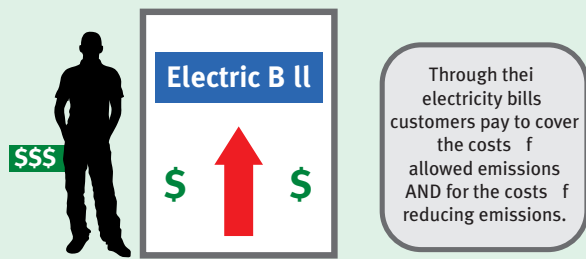 Electric B ll
$$$
$ $
Through thei
electricity bills
customers pay to cover
the costs f
allowed emissions
AND for the costs f
reducing emissions.